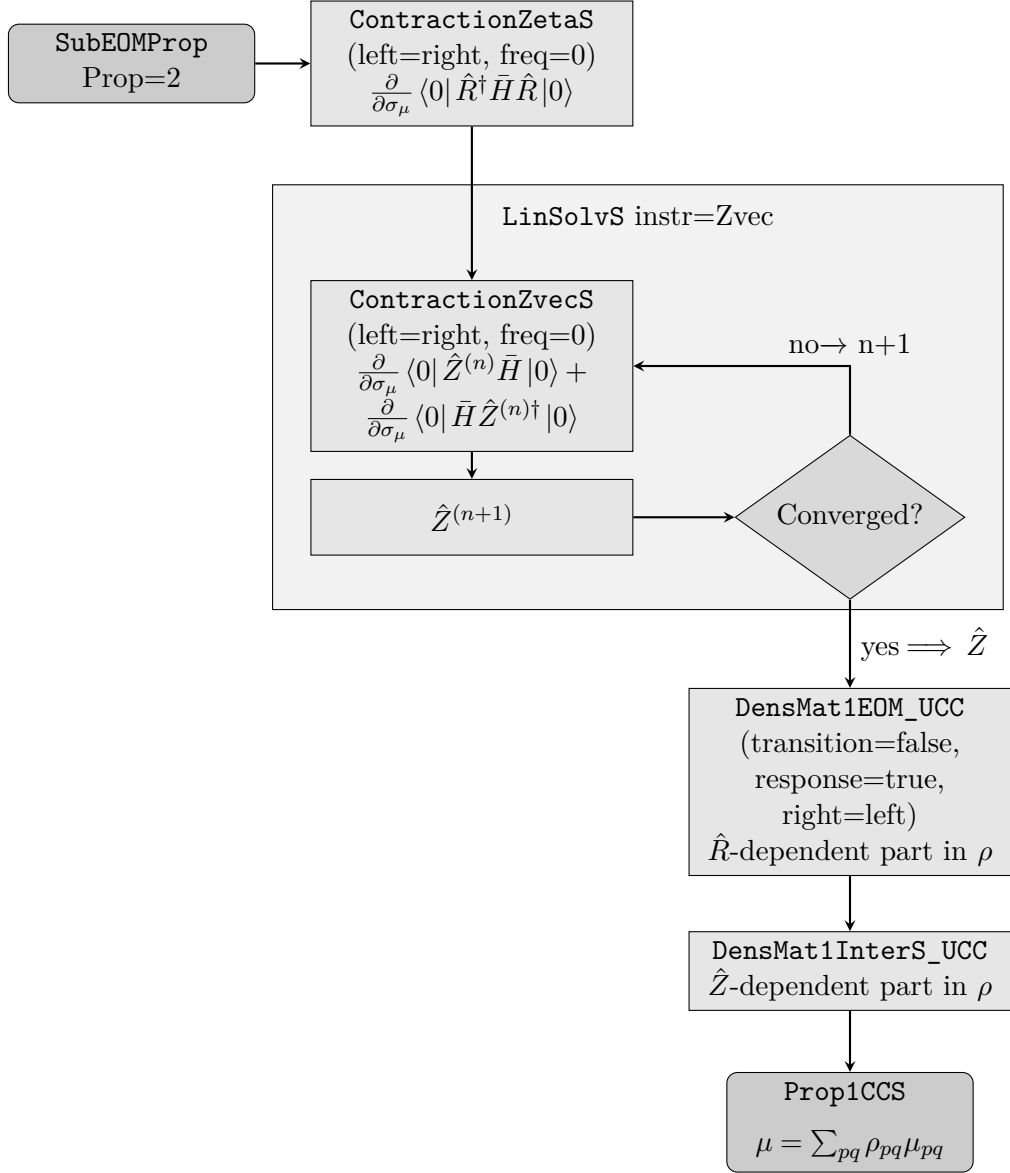 SubEOMProp
Prop=2
ContractionZetaS
(left=right, freq=0)
∂/∂σ_μ ⟨0| R̂† H̄ R̂ |0⟩
LinSolvS instr=Zvec
ContractionZvecS
(left=right, freq=0)
∂/∂σ_μ ⟨0| Ẑ^(n) H̄ |0⟩ +
∂/∂σ_μ ⟨0| H̄ Ẑ^(n)† |0⟩
no→ n+1
Ẑ^(n+1)
Converged?
yes ⟹ Ẑ
DensMat1EOM_UCC
(transition=false,
response=true,
right=left)
R̂-dependent part in ρ
DensMat1InterS_UCC
Ẑ-dependent part in ρ
Prop1CCS
μ = ∑_pq ρ_pq μ_pq